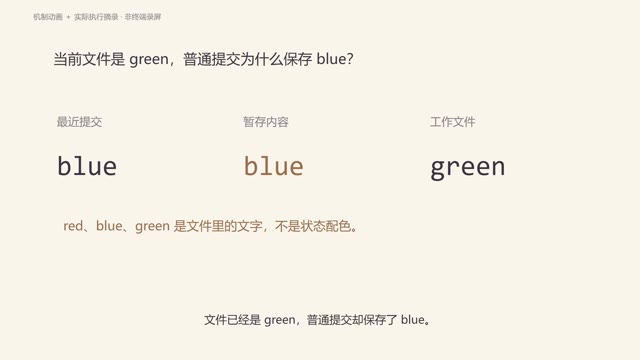 机制动画 + 实际执行摘录 · 非终端录屏
当前文件是 green，普通提交为什么保存 blue？
最近提交 暂存内容 工作文件
blue blue green
red、blue、green 是文件里的文字，不是状态配色。
文件已经是 green，普通提交却保存了 blue。